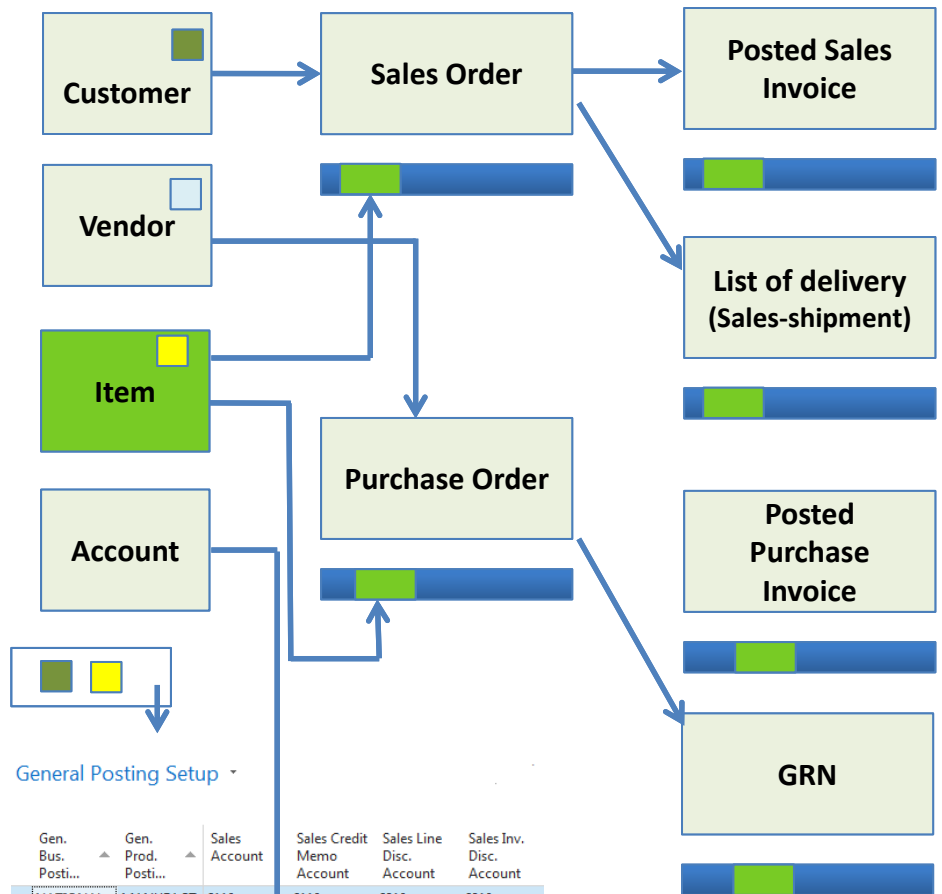 Customer
Sales Order
Posted Sales
Invoice
Vendor
List of delivery
(Sales-shipment)
Item
Purchase Order
Account
Posted
Purchase
Invoice
GRN
General Posting Setup
Gen. Gen. Sales Sales Credit Sales Line Sales Inv.
Bus. Prod. Account Memo Disc. Disc.
Posti... Posti... Account Account Account